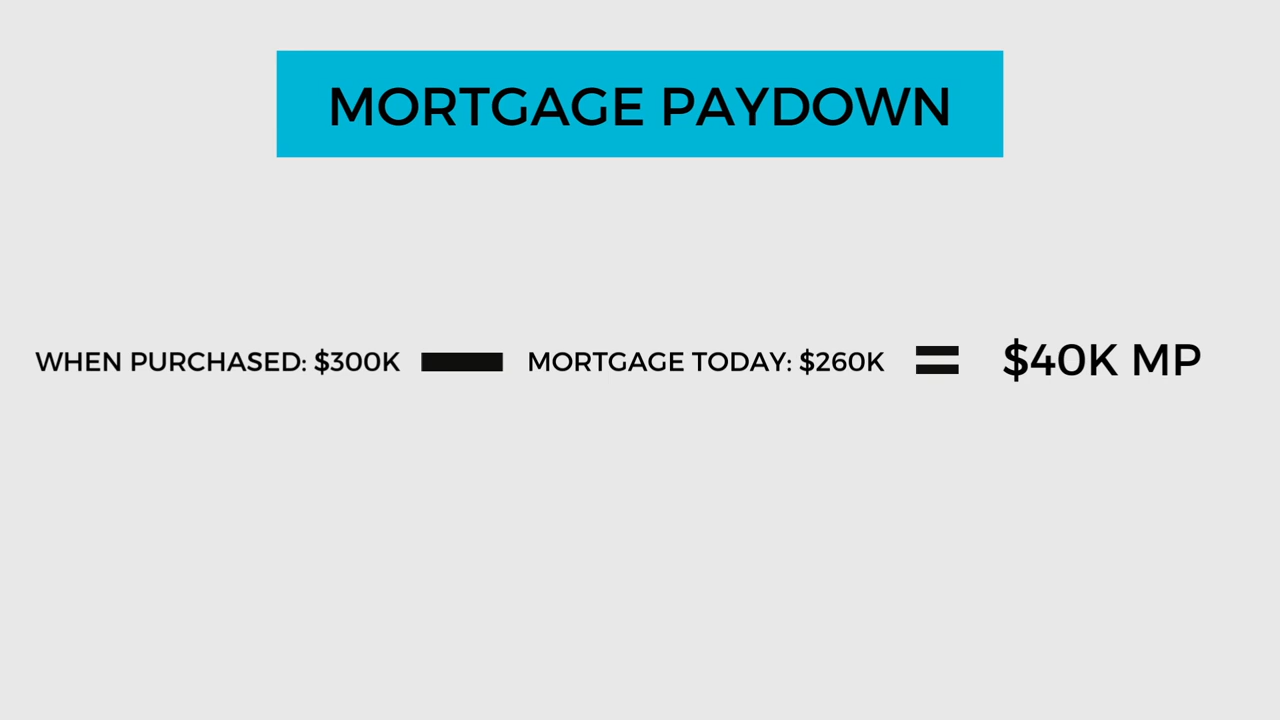 MORTGAGE PAYDOWN
WHEN PURCHASED: $300K - MORTGAGE TODAY: $260K = $40K MP